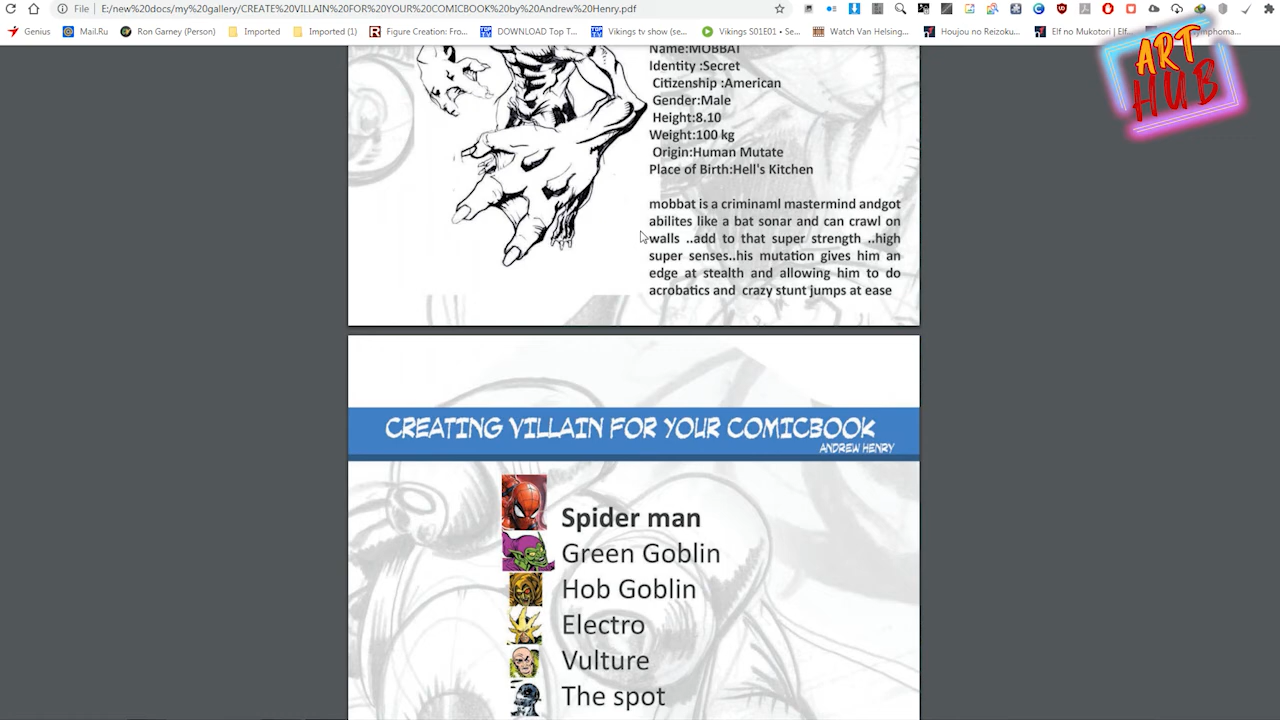 File
E:/new%20docs/my%20gallery/CREATE%20VILLAIN%20FOR%20YOUR%20COMICBOOK%20by%20Andrew%20Henry.pdf
Genius
Mail.Ru
Ron Garney (Person)
Imported
Imported (1)
Figure Creation: Fro...
DOWNLOAD Top T...
Vikings tv show (se...
Vikings S01E01 • Se...
Watch Van Helsing...
Houjou no Reizoku...
Elf no Mukotori | Elf...
ART
HUB
Name:MOBBAT
Identity :Secret
Citizenship :American
Gender:Male
Height:8.10
Weight:100 kg
Origin:Human Mutate
Place of Birth:Hell's Kitchen
mobbat is a criminaml mastermind andgot
abilites like a bat sonar and can crawl on
walls ..add to that super strength ..high
super senses..his mutation gives him an
edge at stealth and allowing him to do
acrobatics and crazy stunt jumps at ease
CREATING VILLAIN FOR YOUR COMICBOOK
ANDREW HENRY
Spider man
Green Goblin
Hob Goblin
Electro
Vulture
The spot